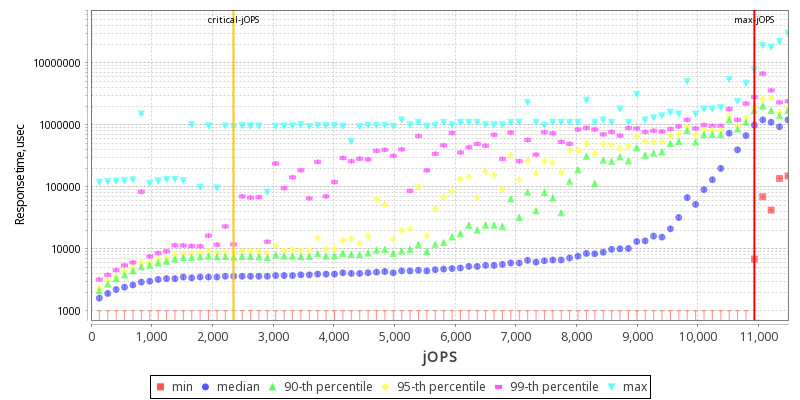 critical-jOPS max-jOPS
10000000
1000000
100000
10000
1000
Response time, usec
0 1,000 2,000 3,000 4,000 5,000 6,000 7,000 8,000 9,000 10,000 11,000
jOPS
min median 90-th percentile 95-th percentile 99-th percentile max